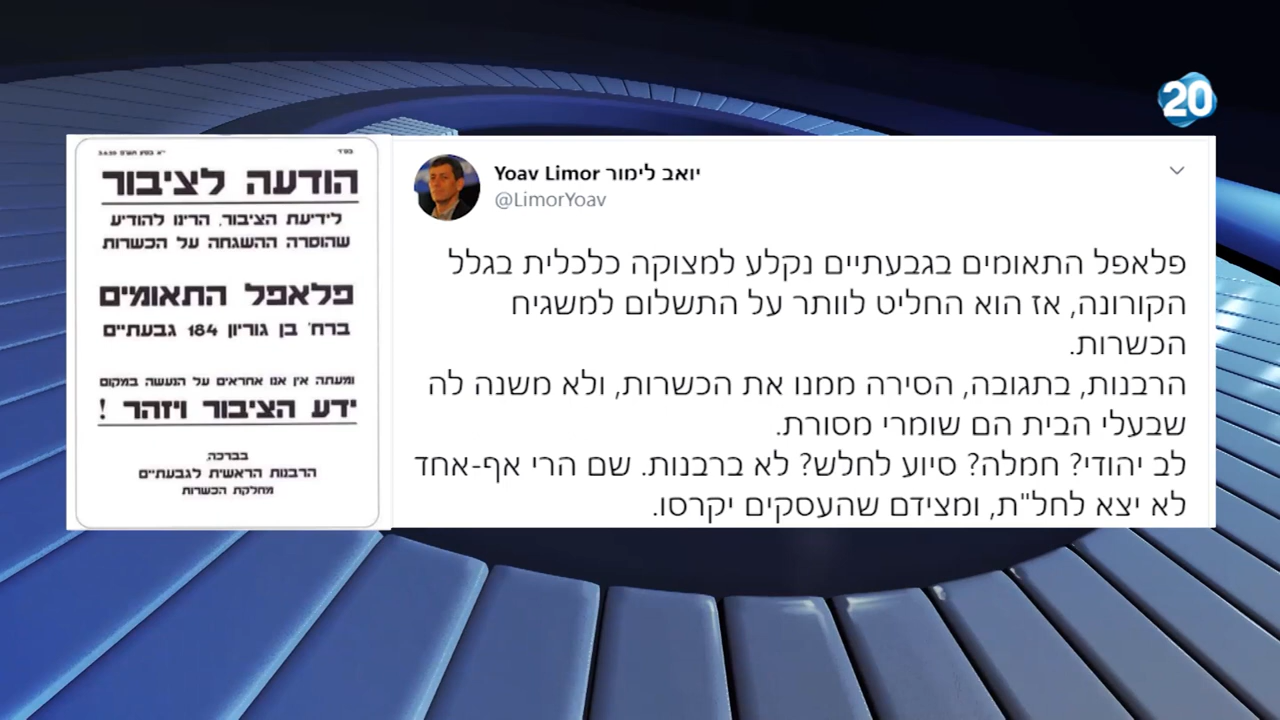 20
בס״ד
הודעה לציבור
לידיעת הציבור, הרינו להודיע
שהוסרה ההשגחה על הכשרות
פלאפל התאומים
ברח' בן גוריון 184 גבעתיים
ומעתה אין אנו אחראים על הנעשה במקום
ידע הציבור ויזהר !
בברכה,
הרבנות הראשית לגבעתיים
מחלקת הכשרות
Yoav Limor יואב לימור
@LimorYoav
פלאפל התאומים בגבעתיים נקלע למצוקה כלכלית בגלל
הקורונה, אז הוא החליט לוותר על התשלום למשגיח
הכשרות.
הרבנות, בתגובה, הסירה ממנו את הכשרות, ולא משנה לה
שבעלי הבית הם שומרי מסורת.
לב יהודי? חמלה? סיוע לחלש? לא ברבנות. שם הרי אף-אחד
לא יצא לחל"ת, ומצידם שהעסקים יקרסו.